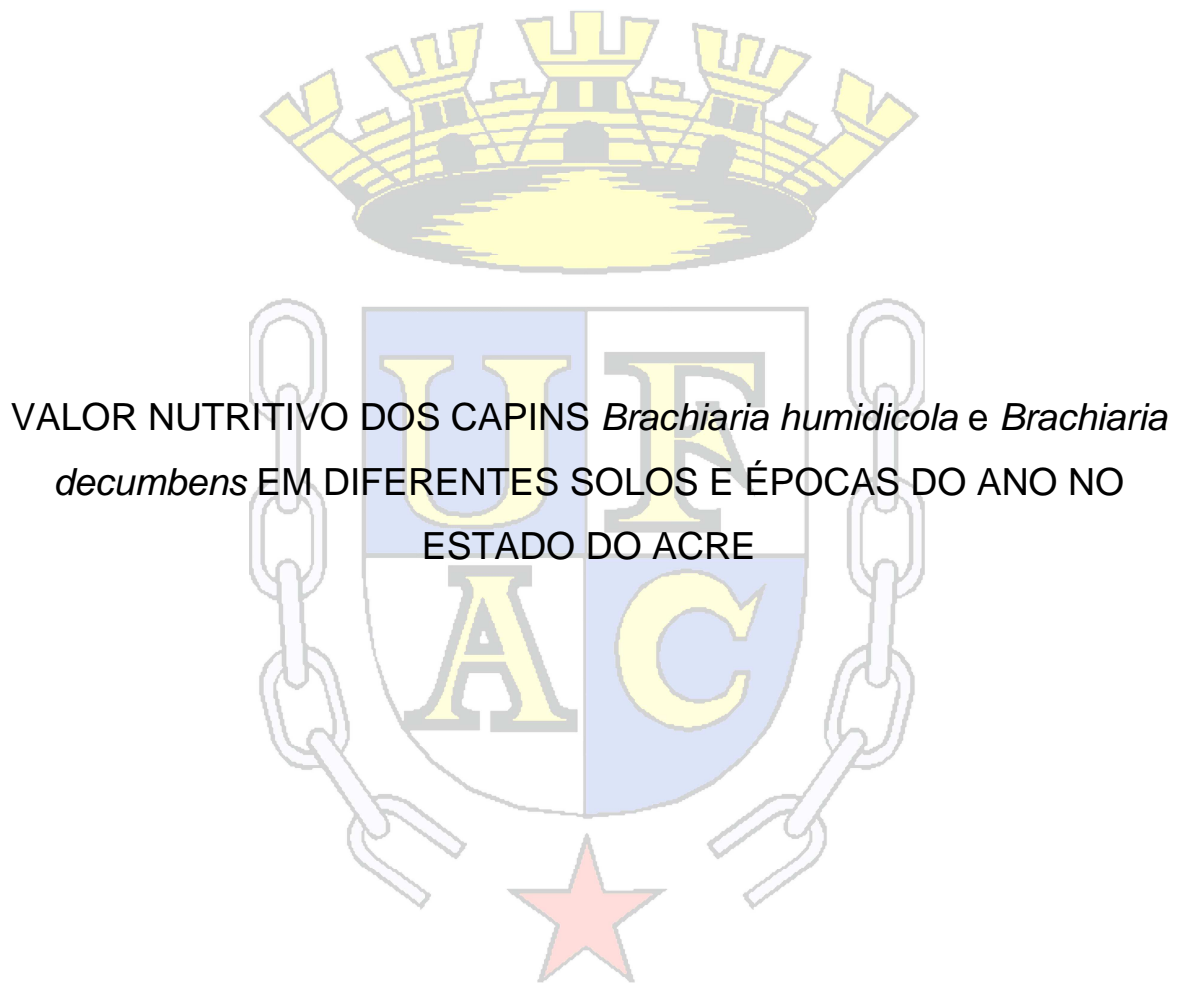 VALOR NUTRITIVO DOS CAPINS Brachiaria humidicola e Brachiaria
decumbens EM DIFERENTES SOLOS E ÉPOCAS DO ANO NO
ESTADO DO ACRE
U F
A C